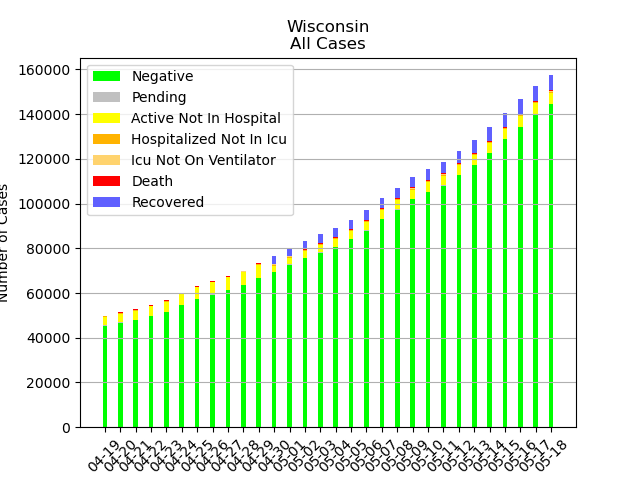 Wisconsin
All Cases
160000
140000
120000
100000
80000
60000
40000
20000
0
Number of Cases
Negative
Pending
Active Not In Hospital
Hospitalized Not In Icu
Icu Not On Ventilator
Death
Recovered
04-19 04-20 04-21 04-22 04-23 04-24 04-25 04-26 04-27 04-28 04-29 04-30 05-01 05-02 05-03 05-04 05-05 05-06 05-07 05-08 05-09 05-10 05-11 05-12 05-13 05-14 05-15 05-16 05-17 05-18